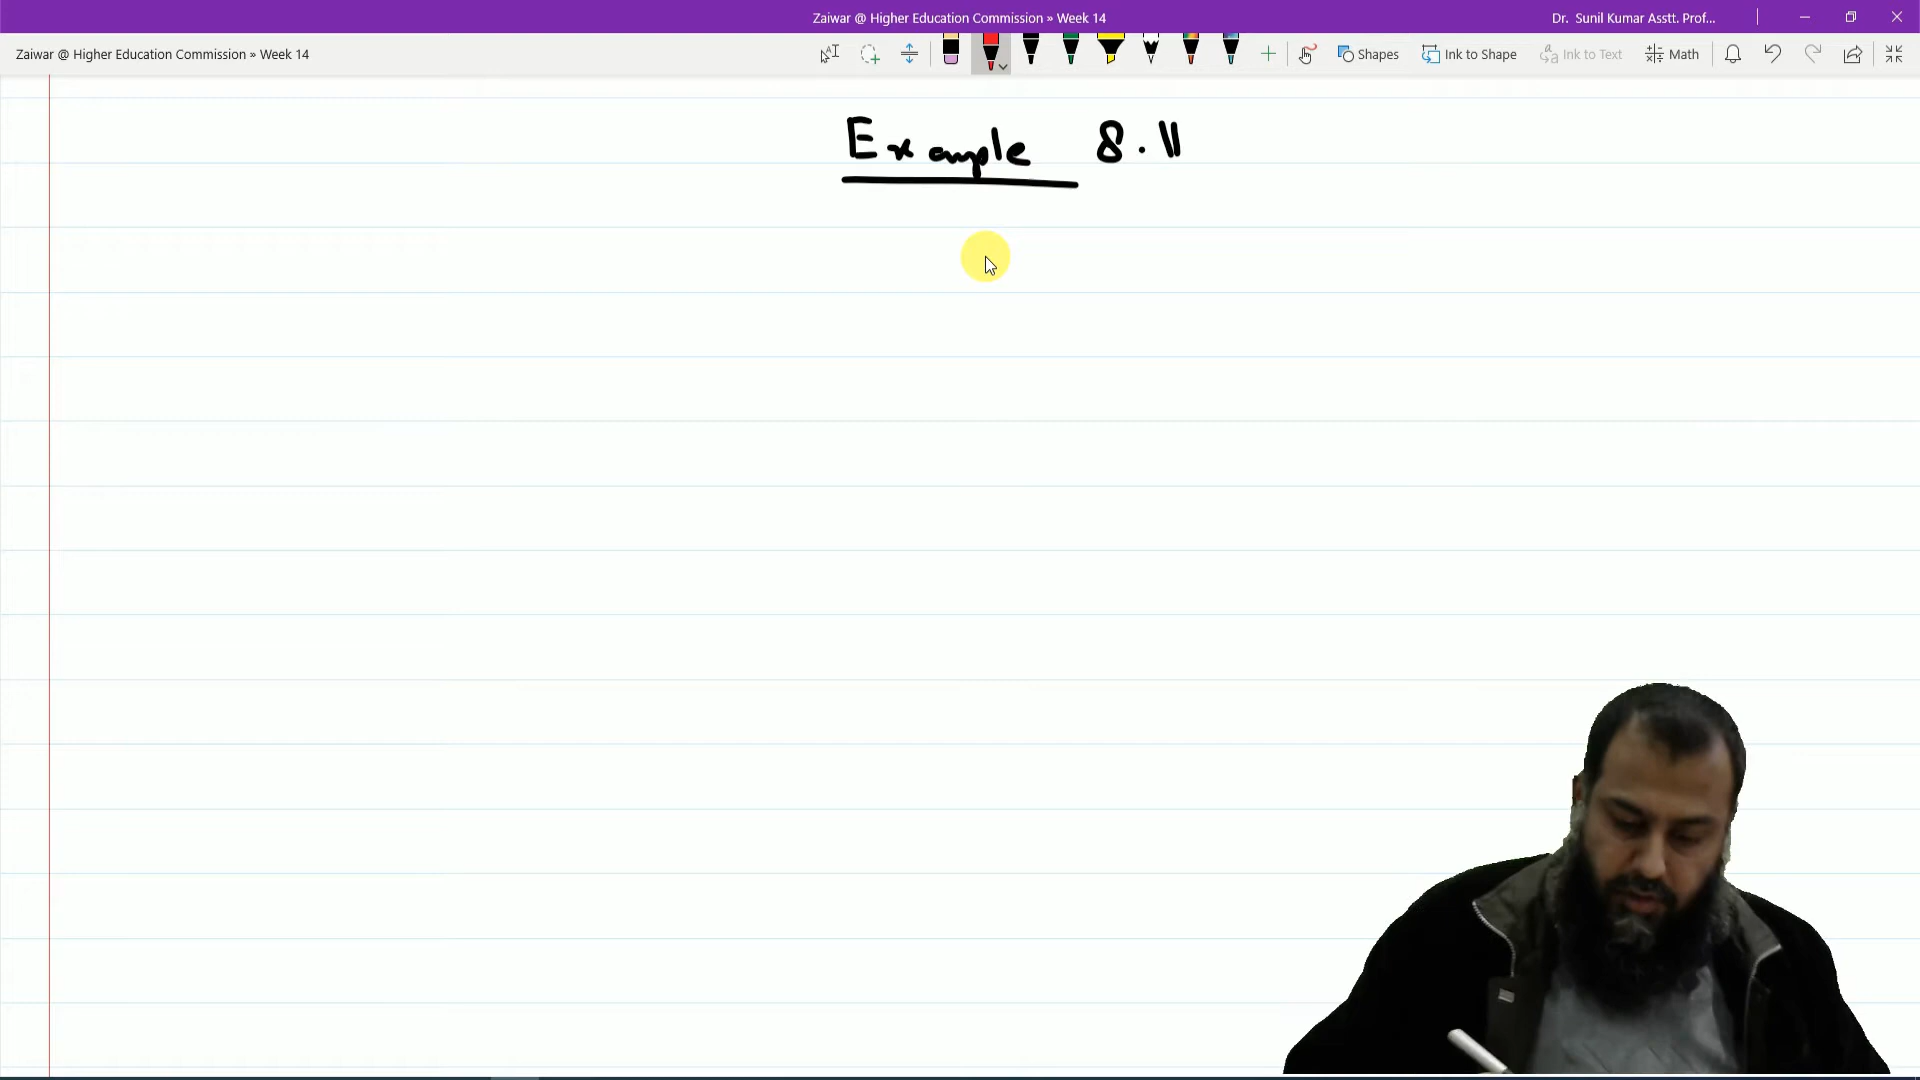 Zaiwar @ Higher Education Commission » Week 14
Dr. Sunil Kumar Asstt. Prof...
Zaiwar @ Higher Education Commission » Week 14
Shapes
Ink to Shape
Ink to Text
Math
Example 8.11